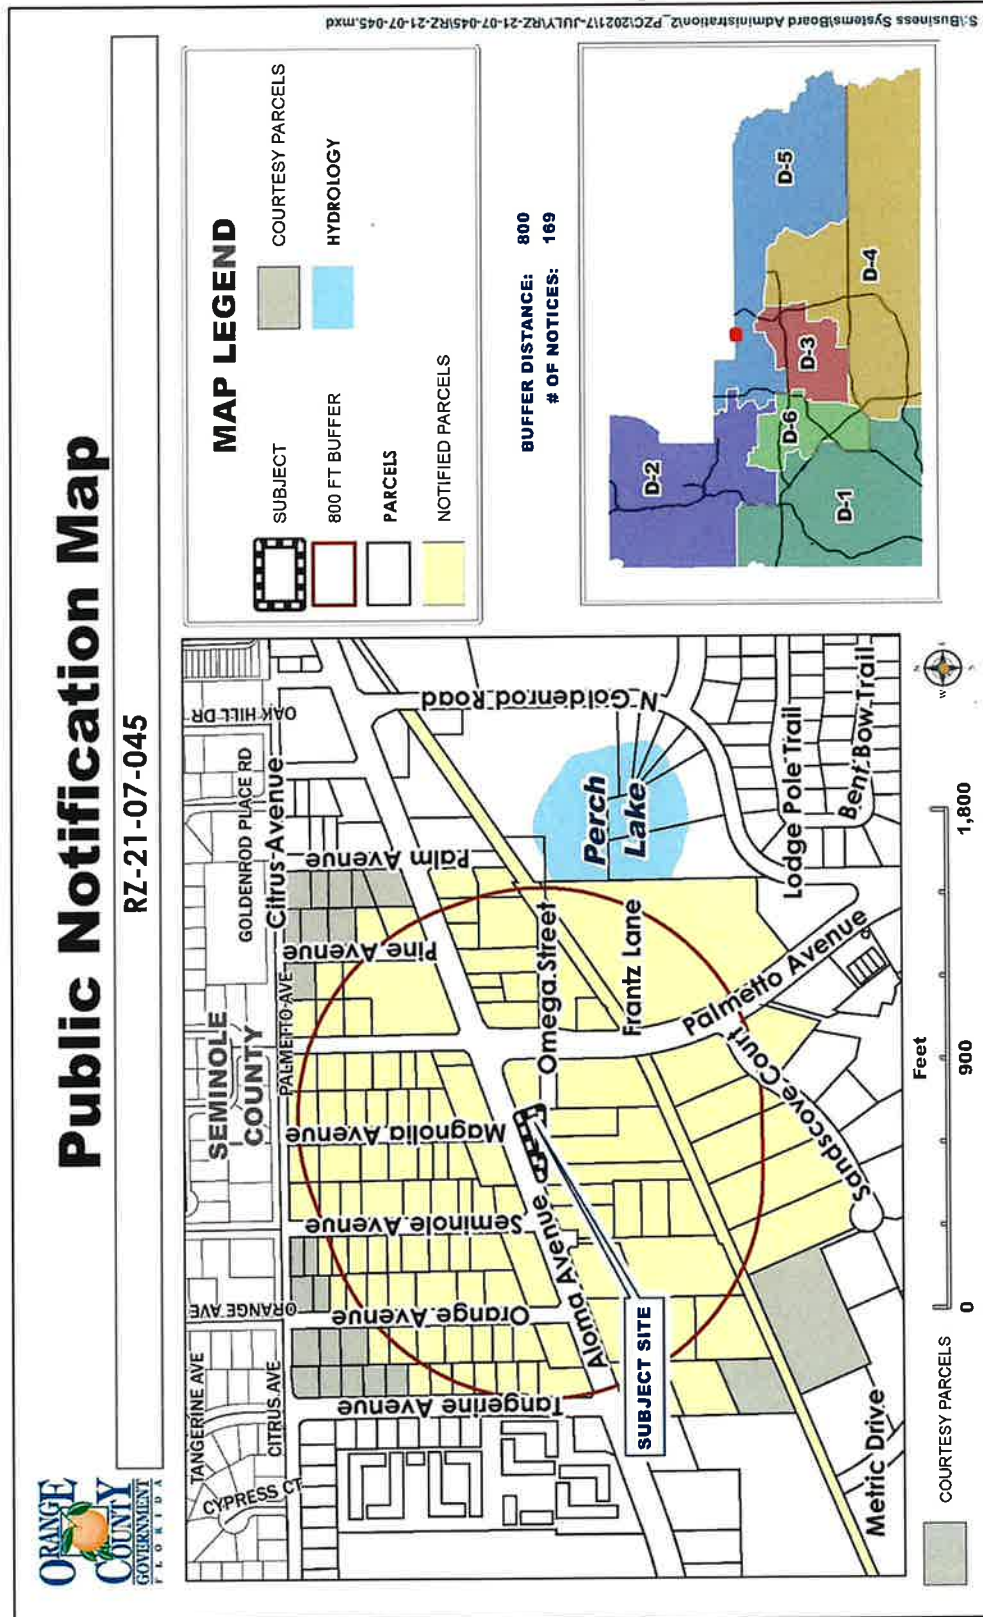 ORANGE
COUNTY
GOVERNMENT
FLORIDA
Public Notification Map
RZ-21-07-045
TANGERINE AVE
CYPRESS CT
CITRUS AVE
ORANGE AVE
SEMINOLE
COUNTY
PALMETTO AVE
GOLDENROD PLACE RD
OAK HILL DR
Citrus Avenue
Tangerine Avenue
Orange Avenue
Seminole Avenue
Magnolia Avenue
Pine Avenue
Palm Avenue
N Goldenrod Road
Aloma Avenue
Omega Street
Frantz Lane
Perch
Lake
SUBJECT SITE
Palmetto Avenue
Sandscove Court
Lodge Pole Trail
Bent Bow Trail
Metric Drive
COURTESY PARCELS
Feet
0
900
1,800
N
E
S
W
MAP LEGEND
SUBJECT
COURTESY PARCELS
800 FT BUFFER
HYDROLOGY
PARCELS
NOTIFIED PARCELS
BUFFER DISTANCE: 800
# OF NOTICES: 169
D-2
D-5
D-6
D-3
D-1
D-4
S:\Business Systems\Board Administration\2_PZC\2021\7-JULY\RZ-21-07-045\RZ-21-07-045.mxd